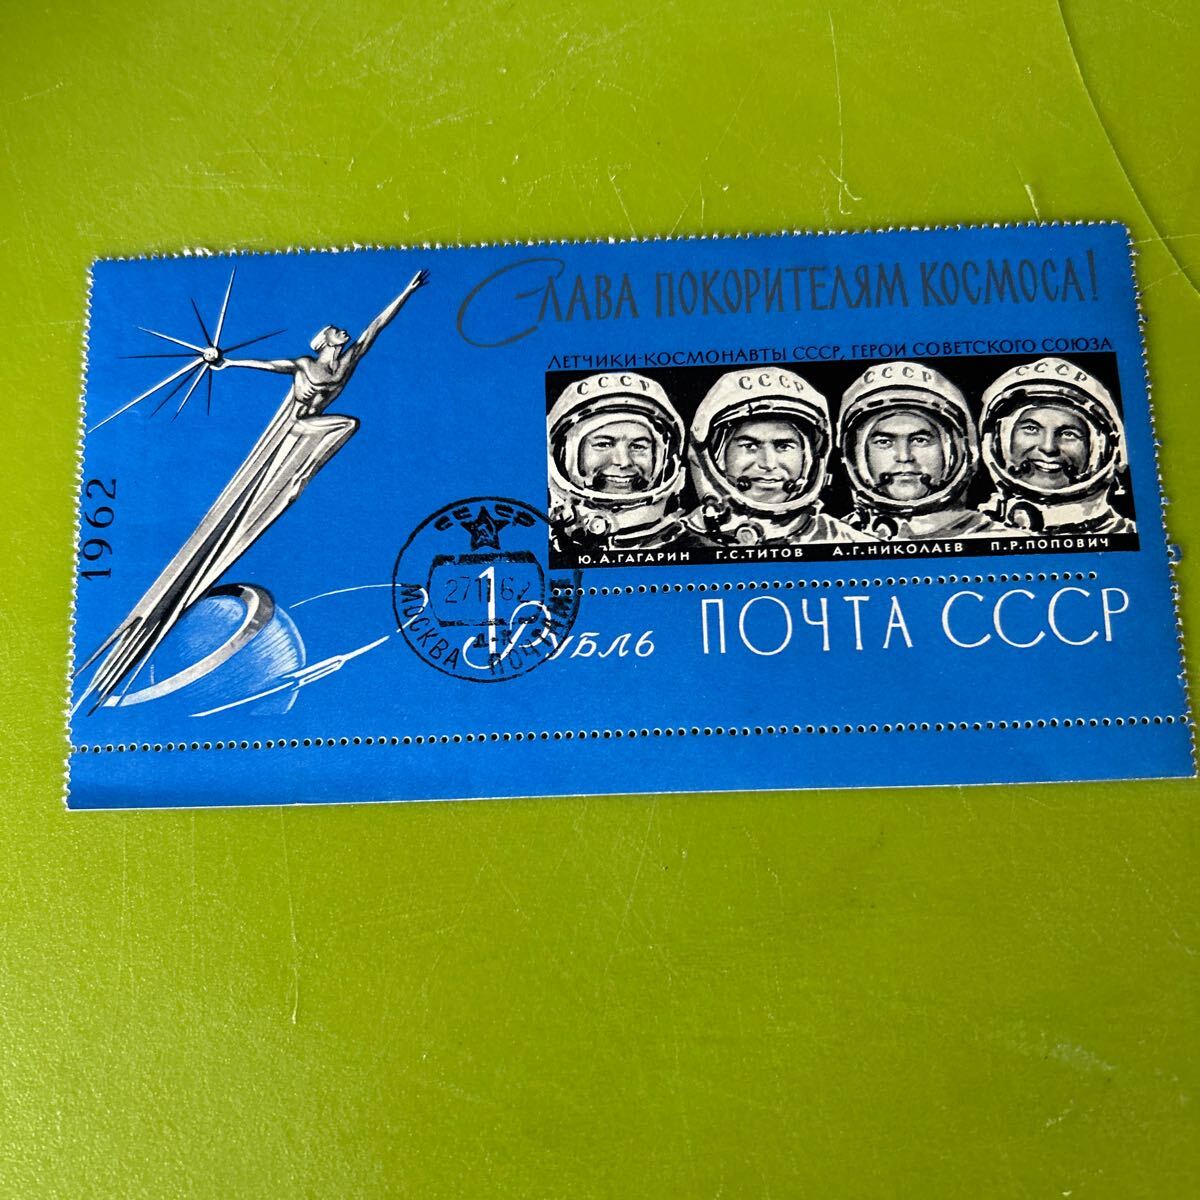 Слава покорителям космоса!
ЛЕТЧИКИ-КОСМОНАВТЫ СССР, ГЕРОИ СОВЕТСКОГО СОЮЗА
СССР СССР СССР СССР
Ю.А.ГАГАРИН Г.С.ТИТОВ А.Г.НИКОЛАЕВ П.Р.ПОПОВИЧ
1962
СССР
27 11 62
МОСКВА ПОЧТАМТ
1 РУБЛЬ
ПОЧТА СССР